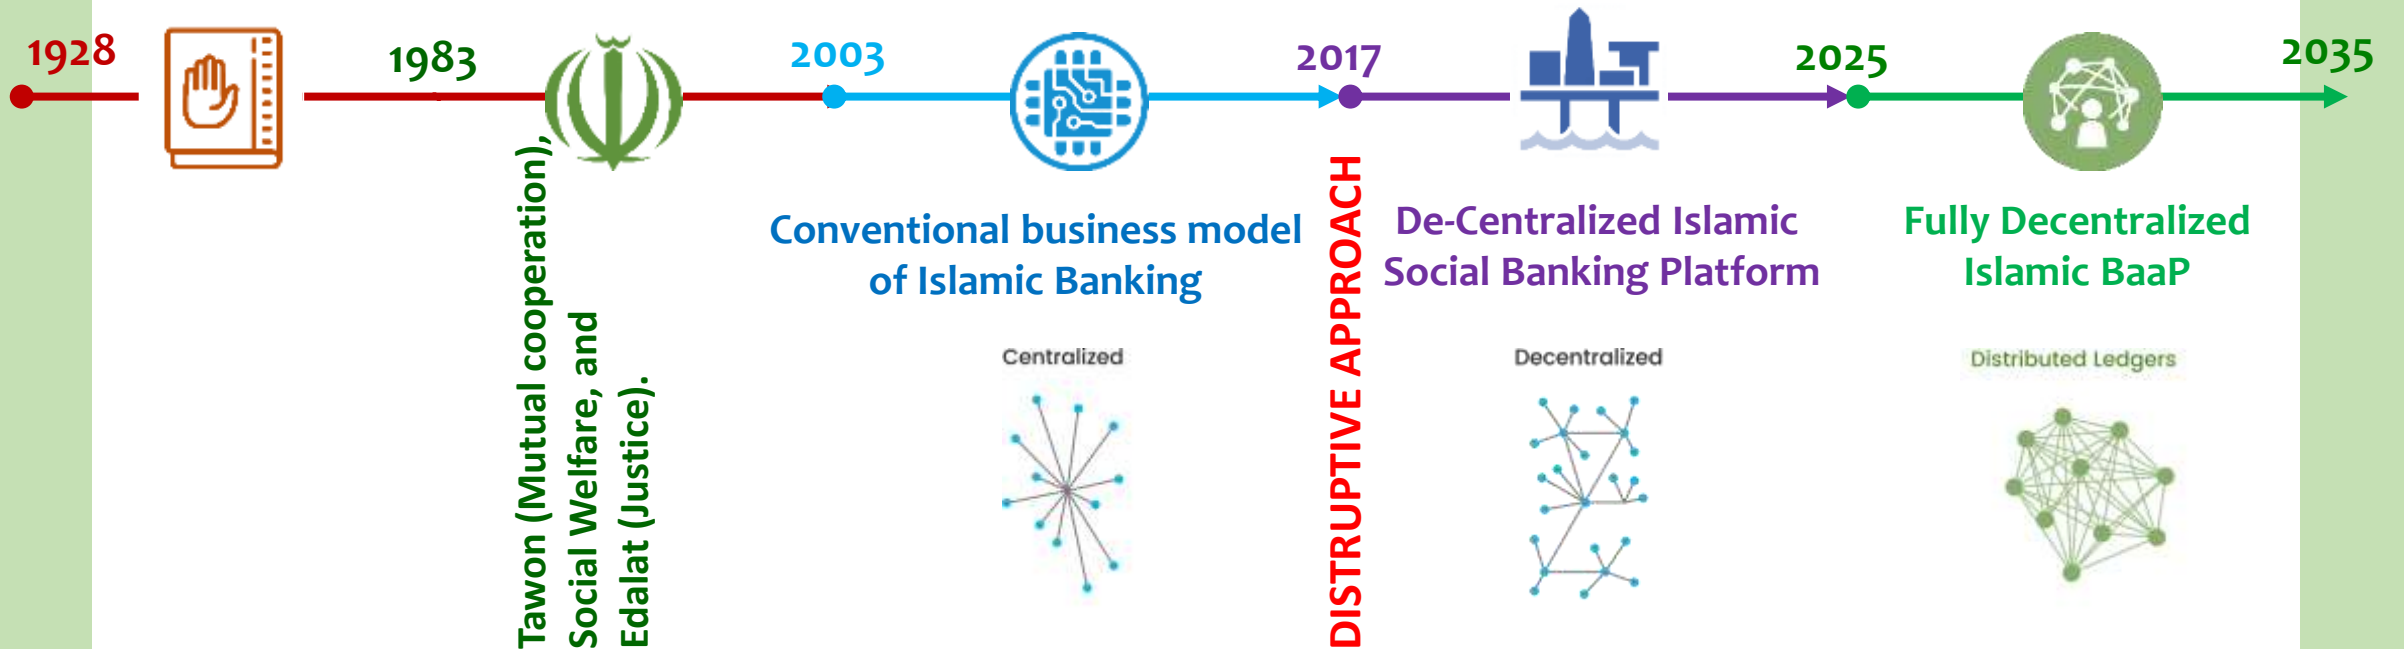 1928
1983
2003
2017
2025
2035
Tawon (Mutual cooperation),
Social Welfare, and
Edalat (Justice).
Conventional business model
of Islamic Banking
DISTRUPTIVE APPROACH
De-Centralized Islamic
Social Banking Platform
Fully Decentralized
Islamic BaaP
Centralized
Decentralized
Distributed Ledgers